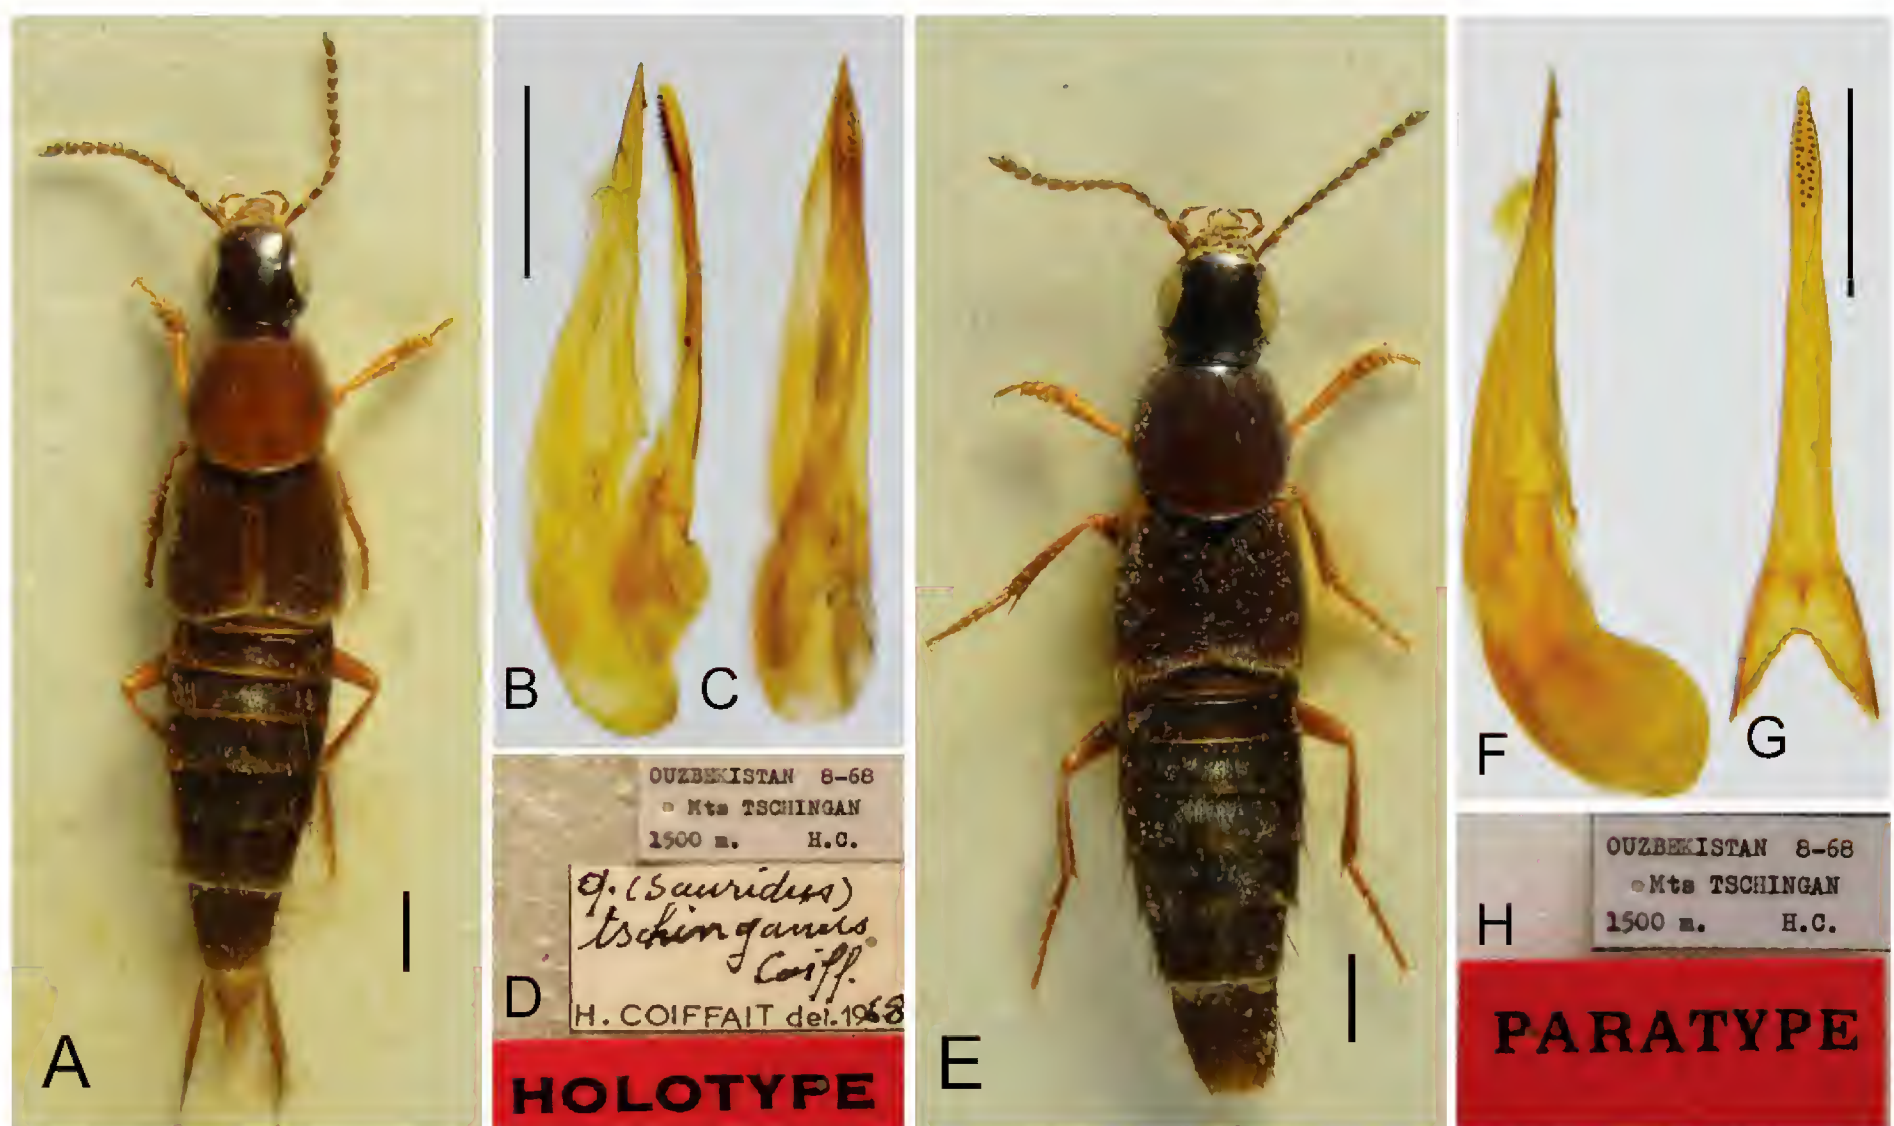 A
B
C
OUZBEKISTAN 8-68
Mts TSCHINGAN
1500 m. H.C.
Q. (Sauridus)
tschinganus
Coiff.
H. COIFFAIT det.1968
D
HOLOTYPE
E
F
G
OUZBEKISTAN 8-68
Mts TSCHINGAN
1500 m. H.C.
H
PARATYPE